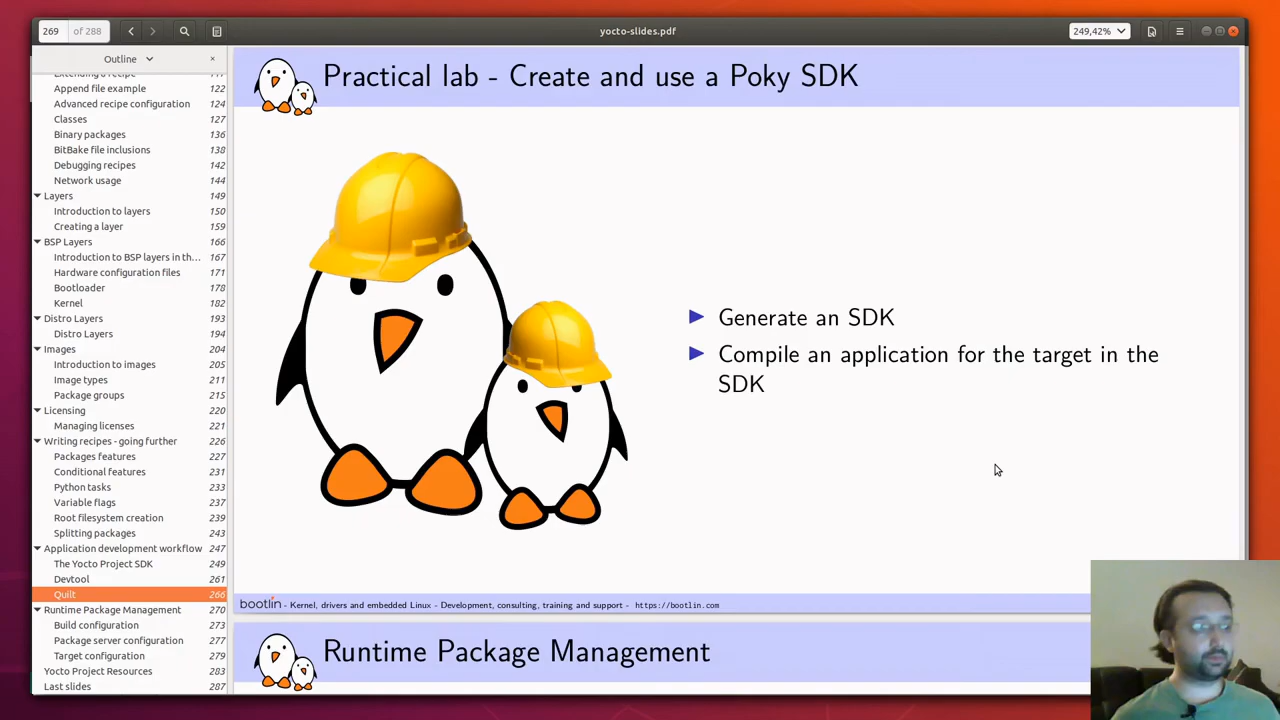 269 of 288
yocto-slides.pdf
249,42%
Outline
Extending a recipe
Append file example 122
Advanced recipe configuration 124
Classes 127
Binary packages 136
BitBake file inclusions 138
Debugging recipes 142
Network usage 144
Layers 149
Introduction to layers 150
Creating a layer 159
BSP Layers 166
Introduction to BSP layers in th... 167
Hardware configuration files 171
Bootloader 178
Kernel 182
Distro Layers 193
Distro Layers 194
Images 204
Introduction to images 205
Image types 211
Package groups 215
Licensing 220
Managing licenses 221
Writing recipes - going further 226
Packages features 227
Conditional features 231
Python tasks 233
Variable flags 237
Root filesystem creation 239
Splitting packages 243
Application development workflow 247
The Yocto Project SDK 249
Devtool 261
Quilt 266
Runtime Package Management 270
Build configuration 273
Package server configuration 277
Target configuration 279
Yocto Project Resources 283
Last slides 287
Practical lab - Create and use a Poky SDK
Generate an SDK
Compile an application for the target in the
SDK
bootlin - Kernel, drivers and embedded Linux - Development, consulting, training and support - https://bootlin.com
Runtime Package Management